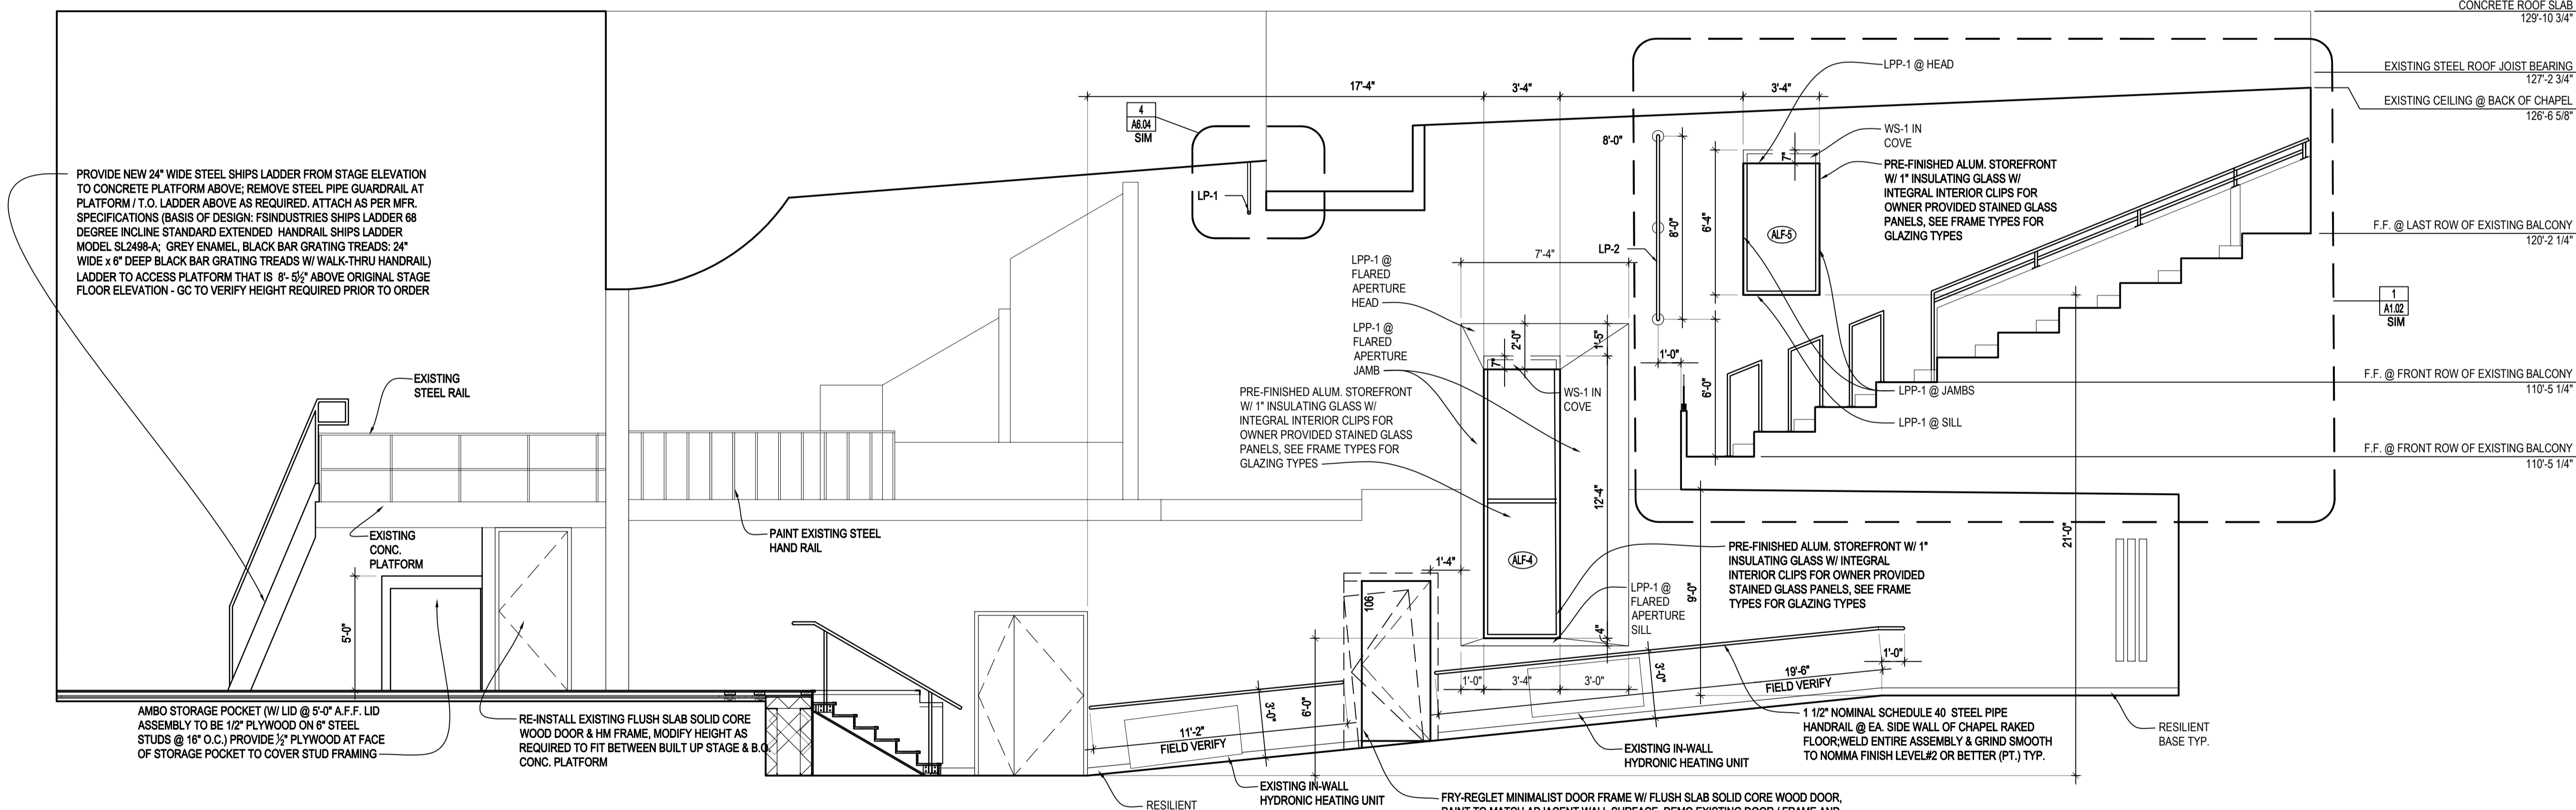 CONCRETE ROOF SLAB
129'-10 3/4"
EXISTING STEEL ROOF JOIST BEARING
127'-2 3/4"
EXISTING CEILING @ BACK OF CHAPEL
126'-6 5/8"
F.F. @ LAST ROW OF EXISTING BALCONY
120'-2 1/4"
1
A1.02
SIM
F.F. @ FRONT ROW OF EXISTING BALCONY
110'-5 1/4"
F.F. @ FRONT ROW OF EXISTING BALCONY
110'-5 1/4"
PROVIDE NEW 24" WIDE STEEL SHIPS LADDER FROM STAGE ELEVATION
TO CONCRETE PLATFORM ABOVE; REMOVE STEEL PIPE GUARDRAIL AT
PLATFORM / T.O. LADDER ABOVE AS REQUIRED. ATTACH AS PER MFR.
SPECIFICATIONS (BASIS OF DESIGN: FSINDUSTRIES SHIPS LADDER 68
DEGREE INCLINE STANDARD EXTENDED HANDRAIL SHIPS LADDER
MODEL SL2498-A; GREY ENAMEL, BLACK BAR GRATING TREADS: 24"
WIDE x 6" DEEP BLACK BAR GRATING TREADS W/ WALK-THRU HANDRAIL)
LADDER TO ACCESS PLATFORM THAT IS 8'- 5½" ABOVE ORIGINAL STAGE
FLOOR ELEVATION - GC TO VERIFY HEIGHT REQUIRED PRIOR TO ORDER
17'-4"
3'-4"
3'-4"
4
A6.04
SIM
LP-1
LPP-1 @ HEAD
WS-1 IN
COVE
8'-0"
7"
PRE-FINISHED ALUM. STOREFRONT
W/ 1" INSULATING GLASS W/
INTEGRAL INTERIOR CLIPS FOR
OWNER PROVIDED STAINED GLASS
PANELS, SEE FRAME TYPES FOR
GLAZING TYPES
8'-0"
6'-4"
ALF-5
LP-2
7'-4"
LPP-1 @
FLARED
APERTURE
HEAD
LPP-1 @
FLARED
APERTURE
JAMB
2'-0"
1'-5"
7"
1'-0"
6'-0"
LPP-1 @ JAMBS
LPP-1 @ SILL
WS-1 IN
COVE
PRE-FINISHED ALUM. STOREFRONT
W/ 1" INSULATING GLASS W/
INTEGRAL INTERIOR CLIPS FOR
OWNER PROVIDED STAINED GLASS
PANELS, SEE FRAME TYPES FOR
GLAZING TYPES
12'-4"
21'-0"
EXISTING
STEEL RAIL
EXISTING
CONC.
PLATFORM
PAINT EXISTING STEEL
HAND RAIL
5'-0"
1'-4"
ALF-4
106
PRE-FINISHED ALUM. STOREFRONT W/ 1"
INSULATING GLASS W/ INTEGRAL
INTERIOR CLIPS FOR OWNER PROVIDED
STAINED GLASS PANELS, SEE FRAME
TYPES FOR GLAZING TYPES
LPP-1 @
FLARED
APERTURE
SILL
9'-0"
4"
1'-0"
3'-4"
3'-0"
3'-0"
19'-6"
FIELD VERIFY
1'-0"
6'-0"
3'-0"
11'-2"
FIELD VERIFY
AMBO STORAGE POCKET (W/ LID @ 5'-0" A.F.F. LID
ASSEMBLY TO BE 1/2" PLYWOOD ON 6" STEEL
STUDS @ 16" O.C.) PROVIDE ½" PLYWOOD AT FACE
OF STORAGE POCKET TO COVER STUD FRAMING
RE-INSTALL EXISTING FLUSH SLAB SOLID CORE
WOOD DOOR & HM FRAME, MODIFY HEIGHT AS
REQUIRED TO FIT BETWEEN BUILT UP STAGE & B.O.
CONC. PLATFORM
1 1/2" NOMINAL SCHEDULE 40 STEEL PIPE
HANDRAIL @ EA. SIDE WALL OF CHAPEL RAKED
FLOOR;WELD ENTIRE ASSEMBLY & GRIND SMOOTH
TO NOMMA FINISH LEVEL#2 OR BETTER (PT.) TYP.
RESILIENT
BASE TYP.
EXISTING IN-WALL
HYDRONIC HEATING UNIT
EXISTING IN-WALL
HYDRONIC HEATING UNIT
RESILIENT
FRY-REGLET MINIMALIST DOOR FRAME W/ FLUSH SLAB SOLID CORE WOOD DOOR,
PAINT TO MATCH ADJACENT WALL SURFACE. DEMO EXISTING DOOR / FRAME AND